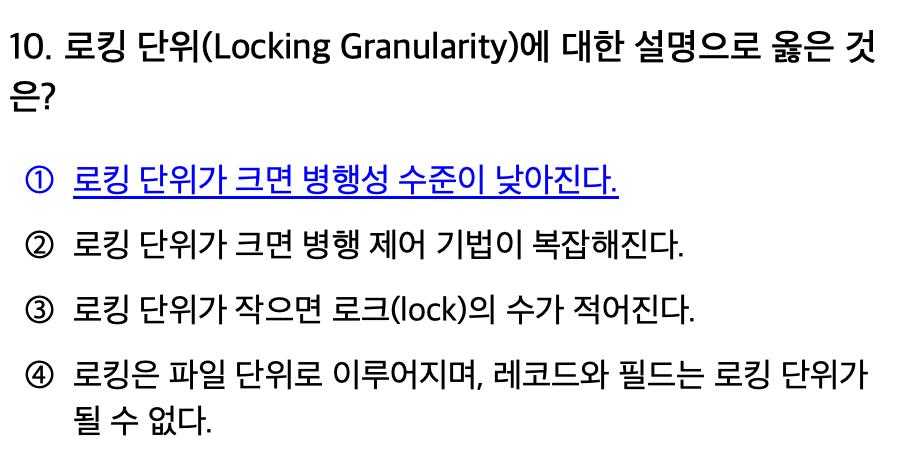 10. 로킹 단위(Locking Granularity)에 대한 설명으로 옳은 것
은?
① 로킹 단위가 크면 병행성 수준이 낮아진다.
② 로킹 단위가 크면 병행 제어 기법이 복잡해진다.
③ 로킹 단위가 작으면 로크(lock)의 수가 적어진다.
④ 로킹은 파일 단위로 이루어지며, 레코드와 필드는 로킹 단위가
될 수 없다.